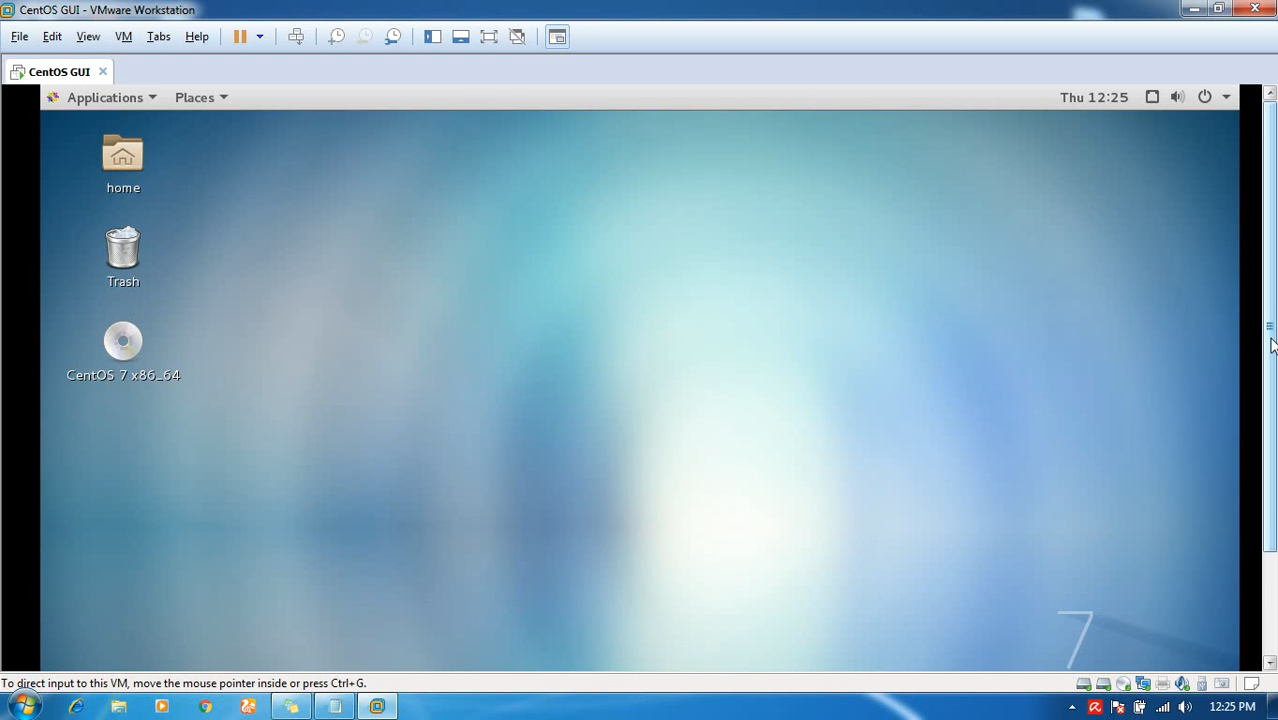 CentOS GUI - VMware Workstation
File Edit View VM Tabs Help
CentOS GUI
Applications Places Thu 12:25
home
Trash
CentOS 7 x86_64
7
To direct input to this VM, move the mouse pointer inside or press Ctrl+G.
12:25 PM